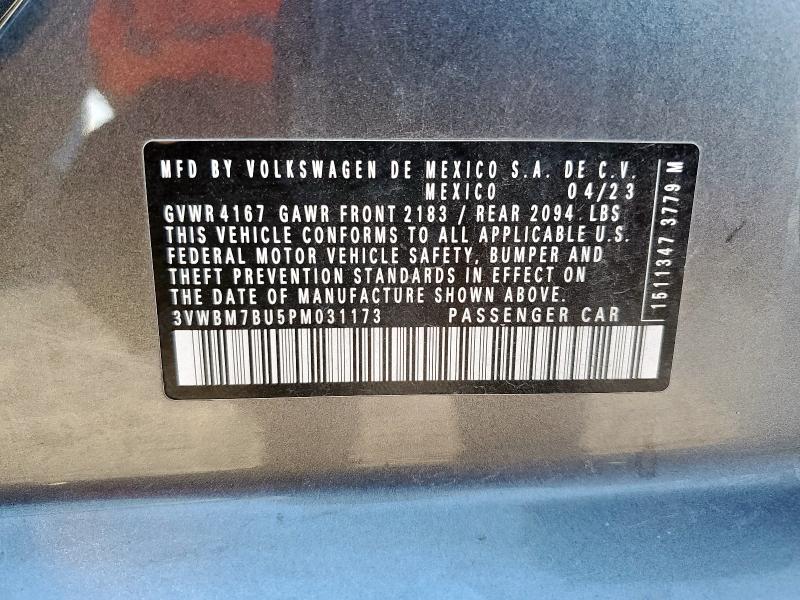 MFD BY VOLKSWAGEN DE MEXICO S.A. DE C.V.
MEXICO 04/23
GVWR 4167 GAWR FRONT 2183 / REAR 2094 LBS
THIS VEHICLE CONFORMS TO ALL APPLICABLE U.S.
FEDERAL MOTOR VEHICLE SAFETY, BUMPER AND
THEFT PREVENTION STANDARDS IN EFFECT ON
THE DATE OF MANUFACTURE SHOWN ABOVE.
3VWBM7BU5PM031173 PASSENGER CAR
1511347 3779 M